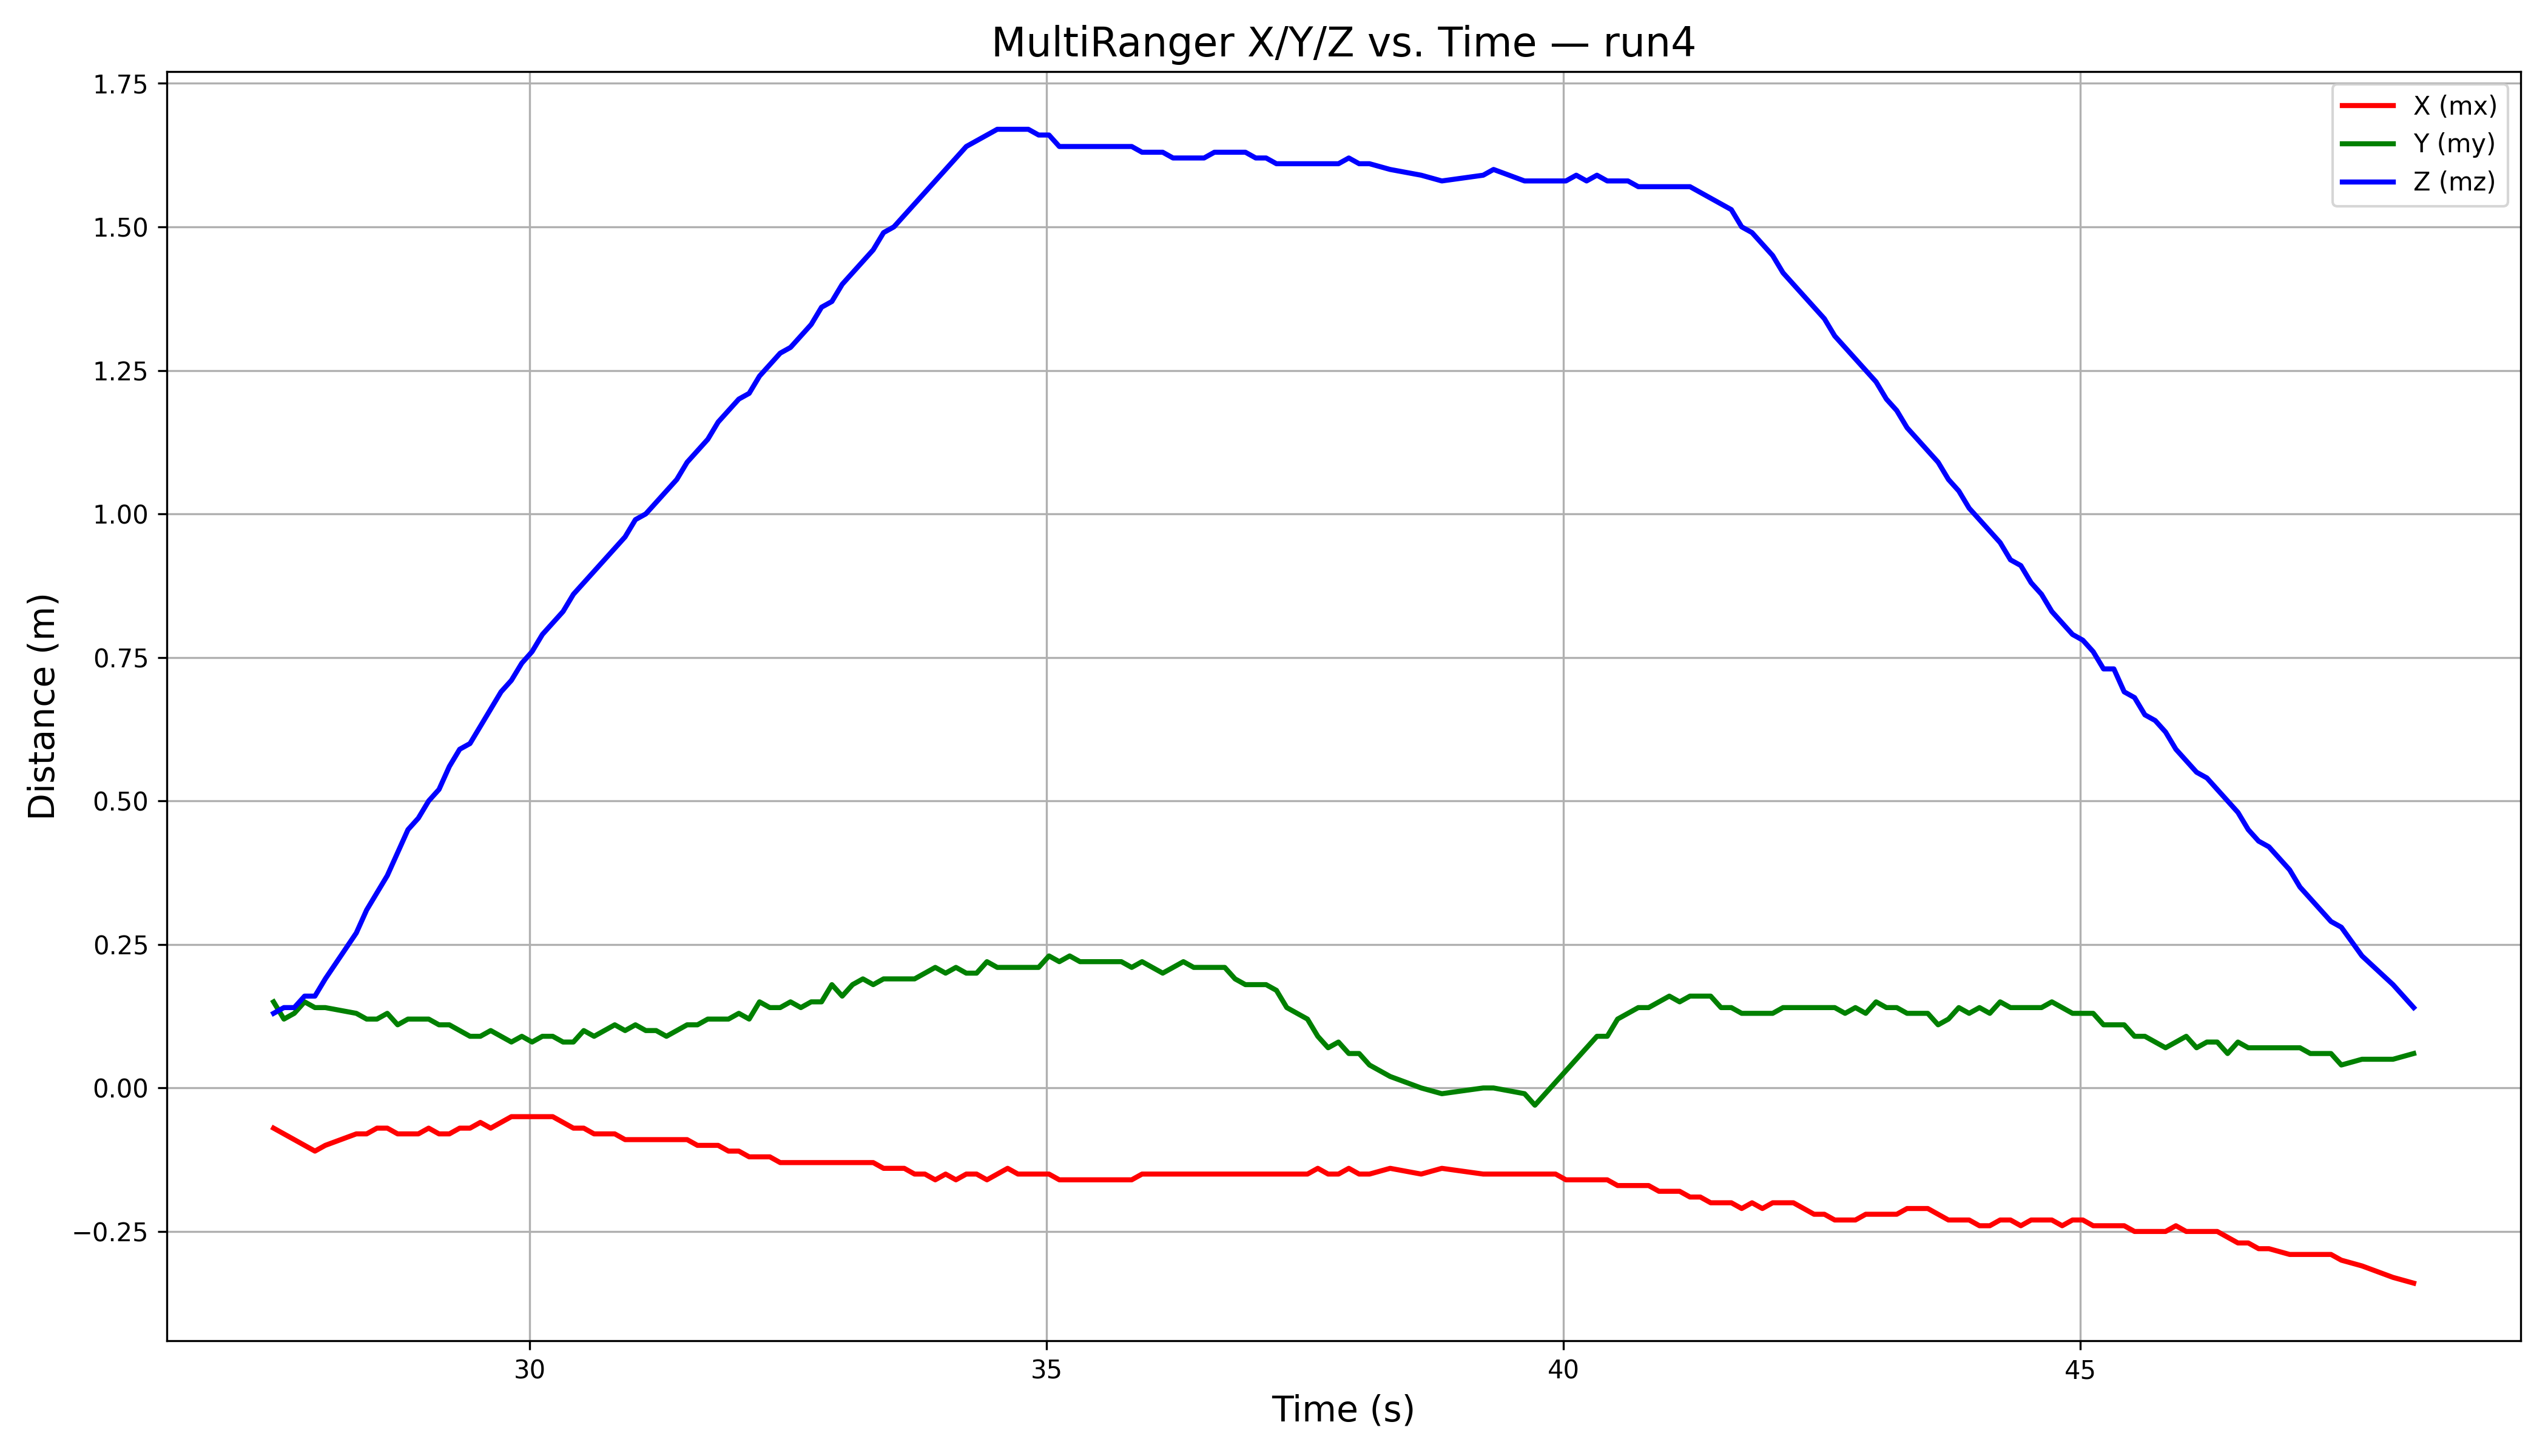 MultiRanger X/Y/Z vs. Time — run4
X (mx)
Y (my)
Z (mz)
Distance (m)
1.75
1.50
1.25
1.00
0.75
0.50
0.25
0.00
−0.25
30
35
40
45
Time (s)